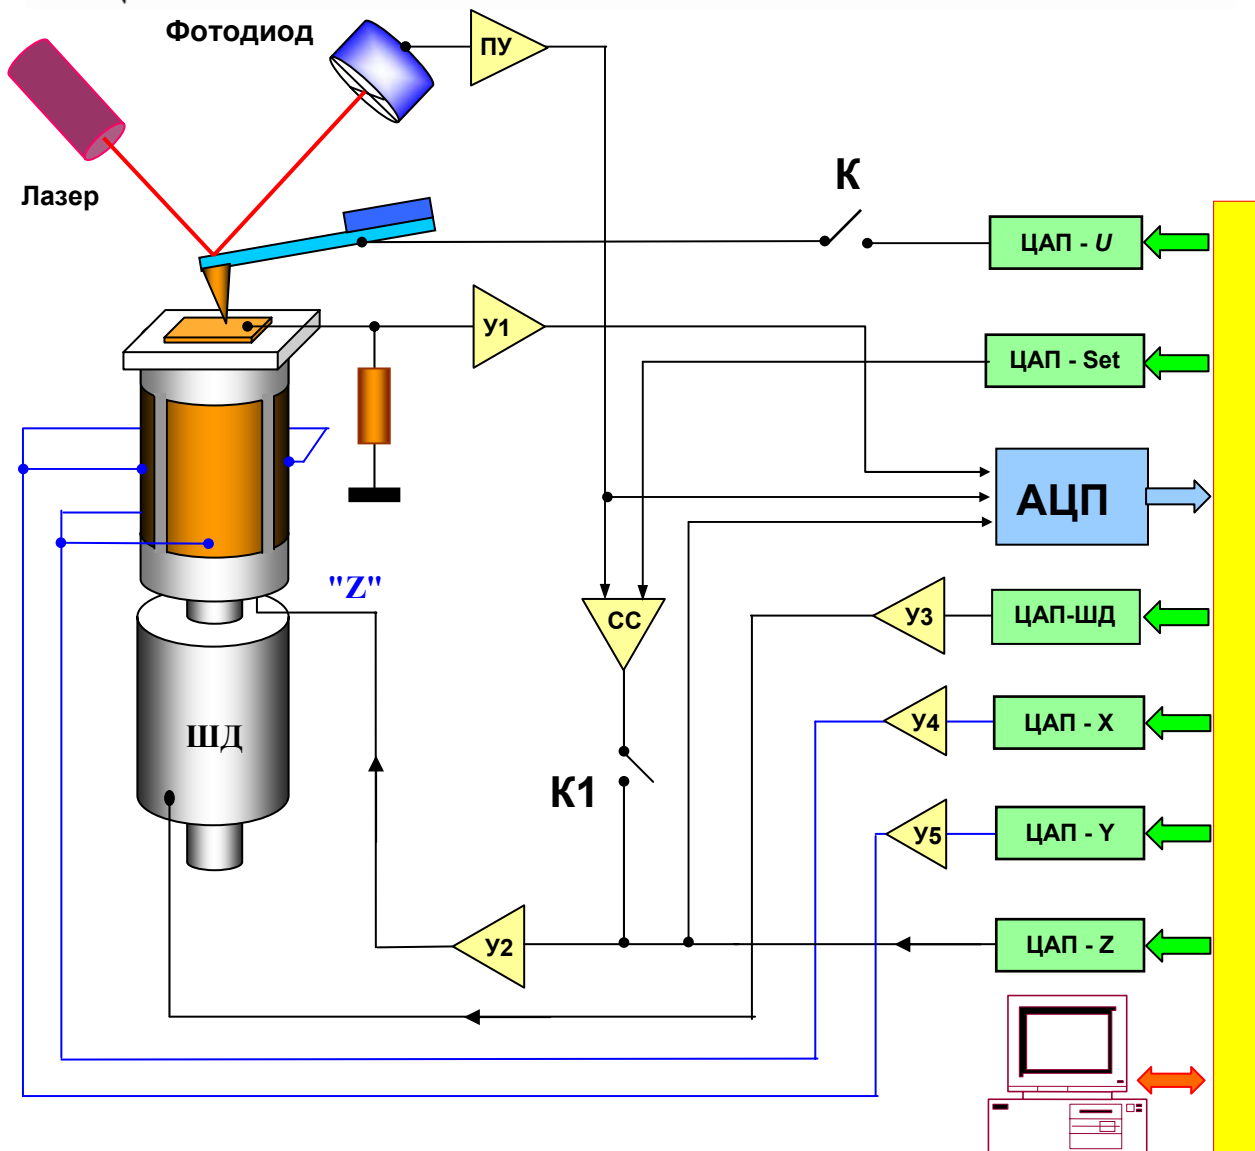 Фотодиод
ПУ
Лазер
К
ЦАП - U
У1
ЦАП - Set
АЦП
"Z"
СС
У3
ЦАП-ШД
ШД
У4
ЦАП - X
К1
У5
ЦАП - Y
У2
ЦАП - Z